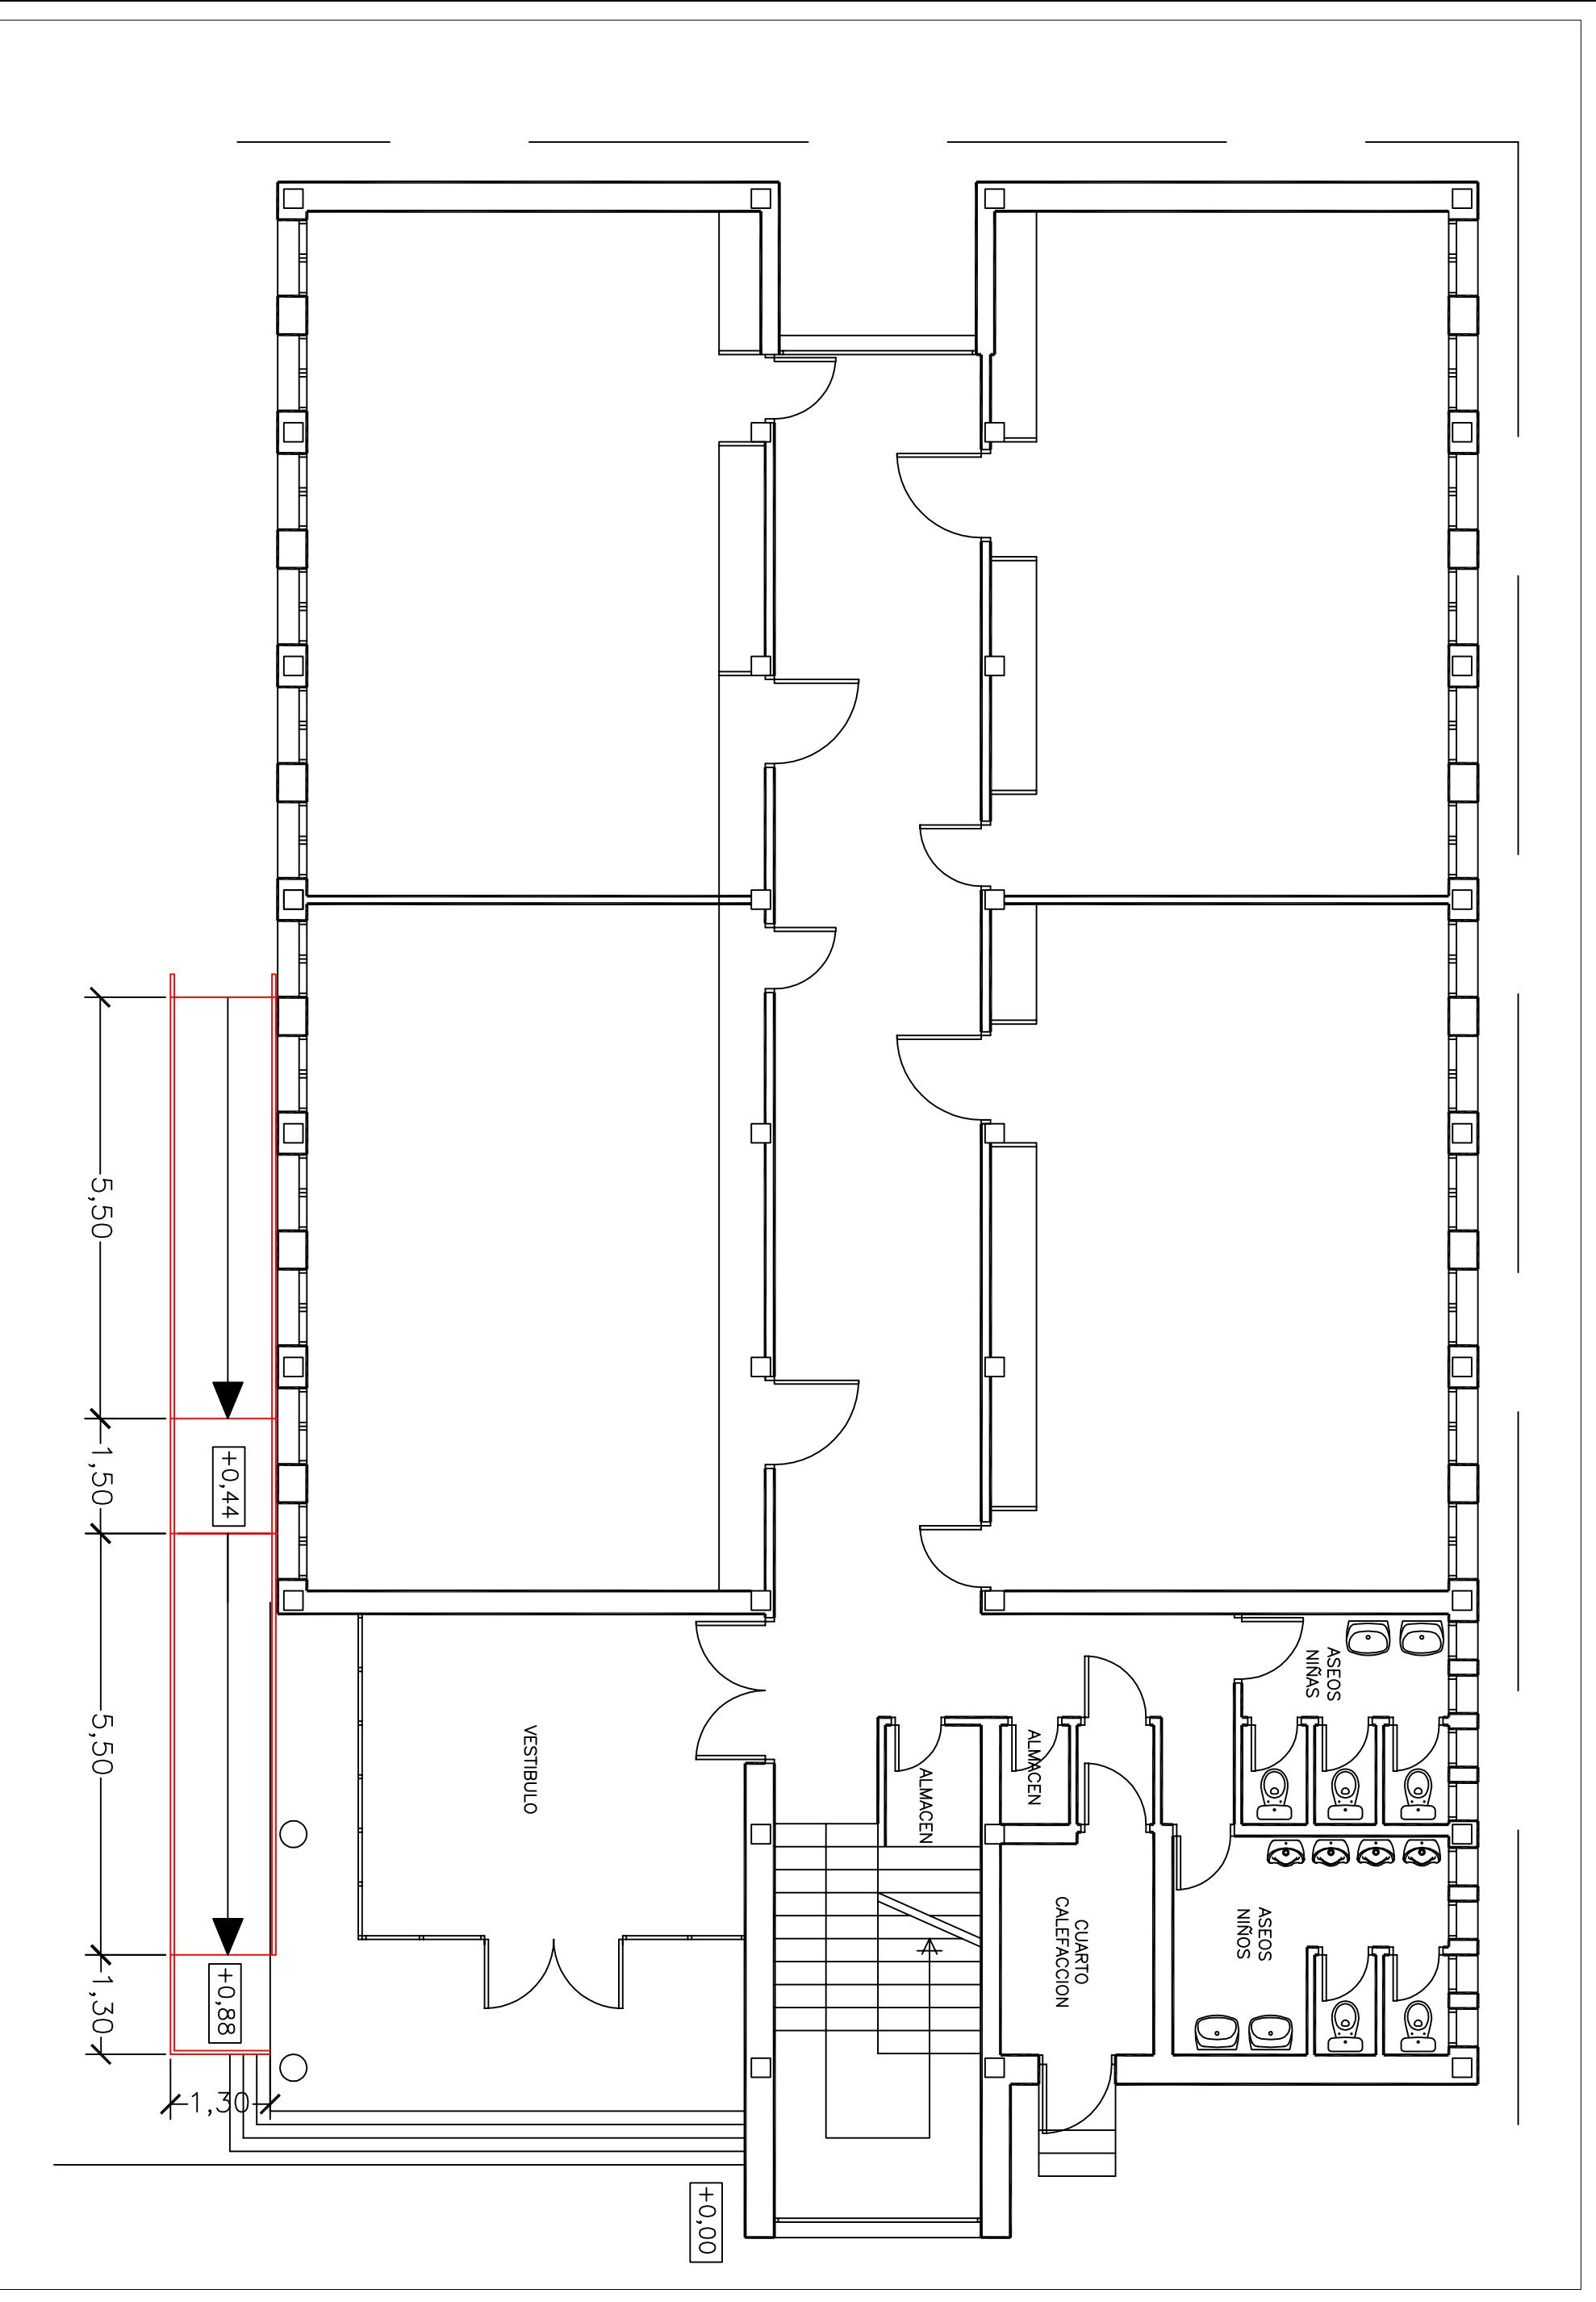 ASEOS
NIÑAS
ASEOS
NIÑOS
ALMACEN
CUARTO
CALEFACCION
ALMACEN
VESTIBULO
+0,00
+0,44
+0,88
1,30
5,50
1,50
5,50
1,30